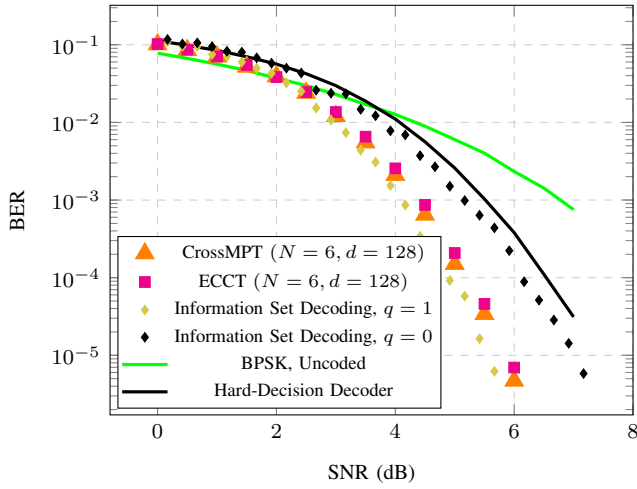 10^{-1}
10^{-2}
10^{-3}
10^{-4}
10^{-5}
BER
CrossMPT (N = 6, d = 128)
ECCT (N = 6, d = 128)
Information Set Decoding, q = 1
Information Set Decoding, q = 0
BPSK, Uncoded
Hard-Decision Decoder
0 2 4 6 8
SNR (dB)